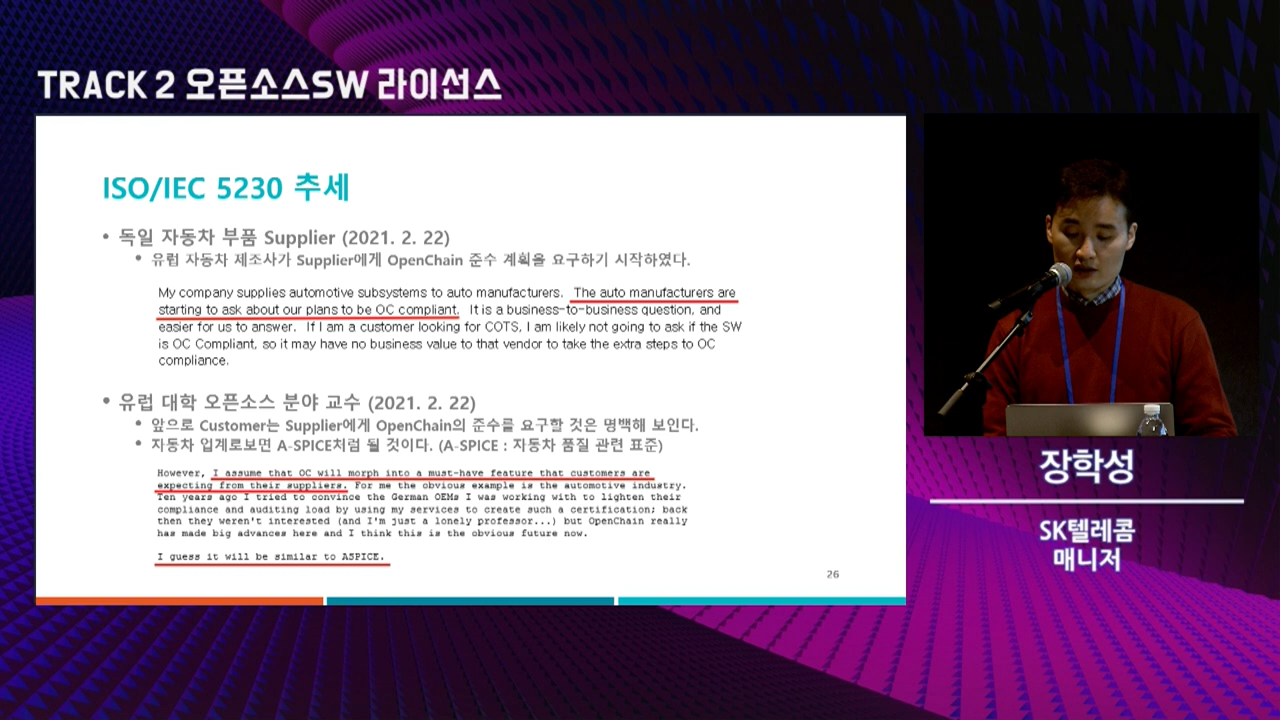 TRACK 2 오픈소스SW 라이선스
ISO/IEC 5230 추세
• 독일 자동차 부품 Supplier (2021. 2. 22)
• 유럽 자동차 제조사가 Supplier에게 OpenChain 준수 계획을 요구하기 시작하였다.
My company supplies automotive subsystems to auto manufacturers. The auto manufacturers are
starting to ask about our plans to be OC compliant. It is a business-to-business question, and
easier for us to answer. If I am a customer looking for COTS, I am likely not going to ask if the SW
is OC Compliant, so it may have no business value to that vendor to take the extra steps to OC
compliance.
• 유럽 대학 오픈소스 분야 교수 (2021. 2. 22)
• 앞으로 Customer는 Supplier에게 OpenChain의 준수를 요구할 것은 명백해 보인다.
• 자동차 업계로보면 A-SPICE처럼 될 것이다. (A-SPICE : 자동차 품질 관련 표준)
However, I assume that OC will morph into a must-have feature that customers are
expecting from their suppliers. For me the obvious example is the automotive industry.
Ten years ago I tried to convince the German OEMs I was working with to lighten their
compliance and auditing load by using my services to create such a certification; back
then they weren't interested (and I'm just a lonely professor...) but OpenChain really
has made big advances here and I think this is the obvious future now.
I guess it will be similar to ASPICE.
26
장학성
SK텔레콤
매니저